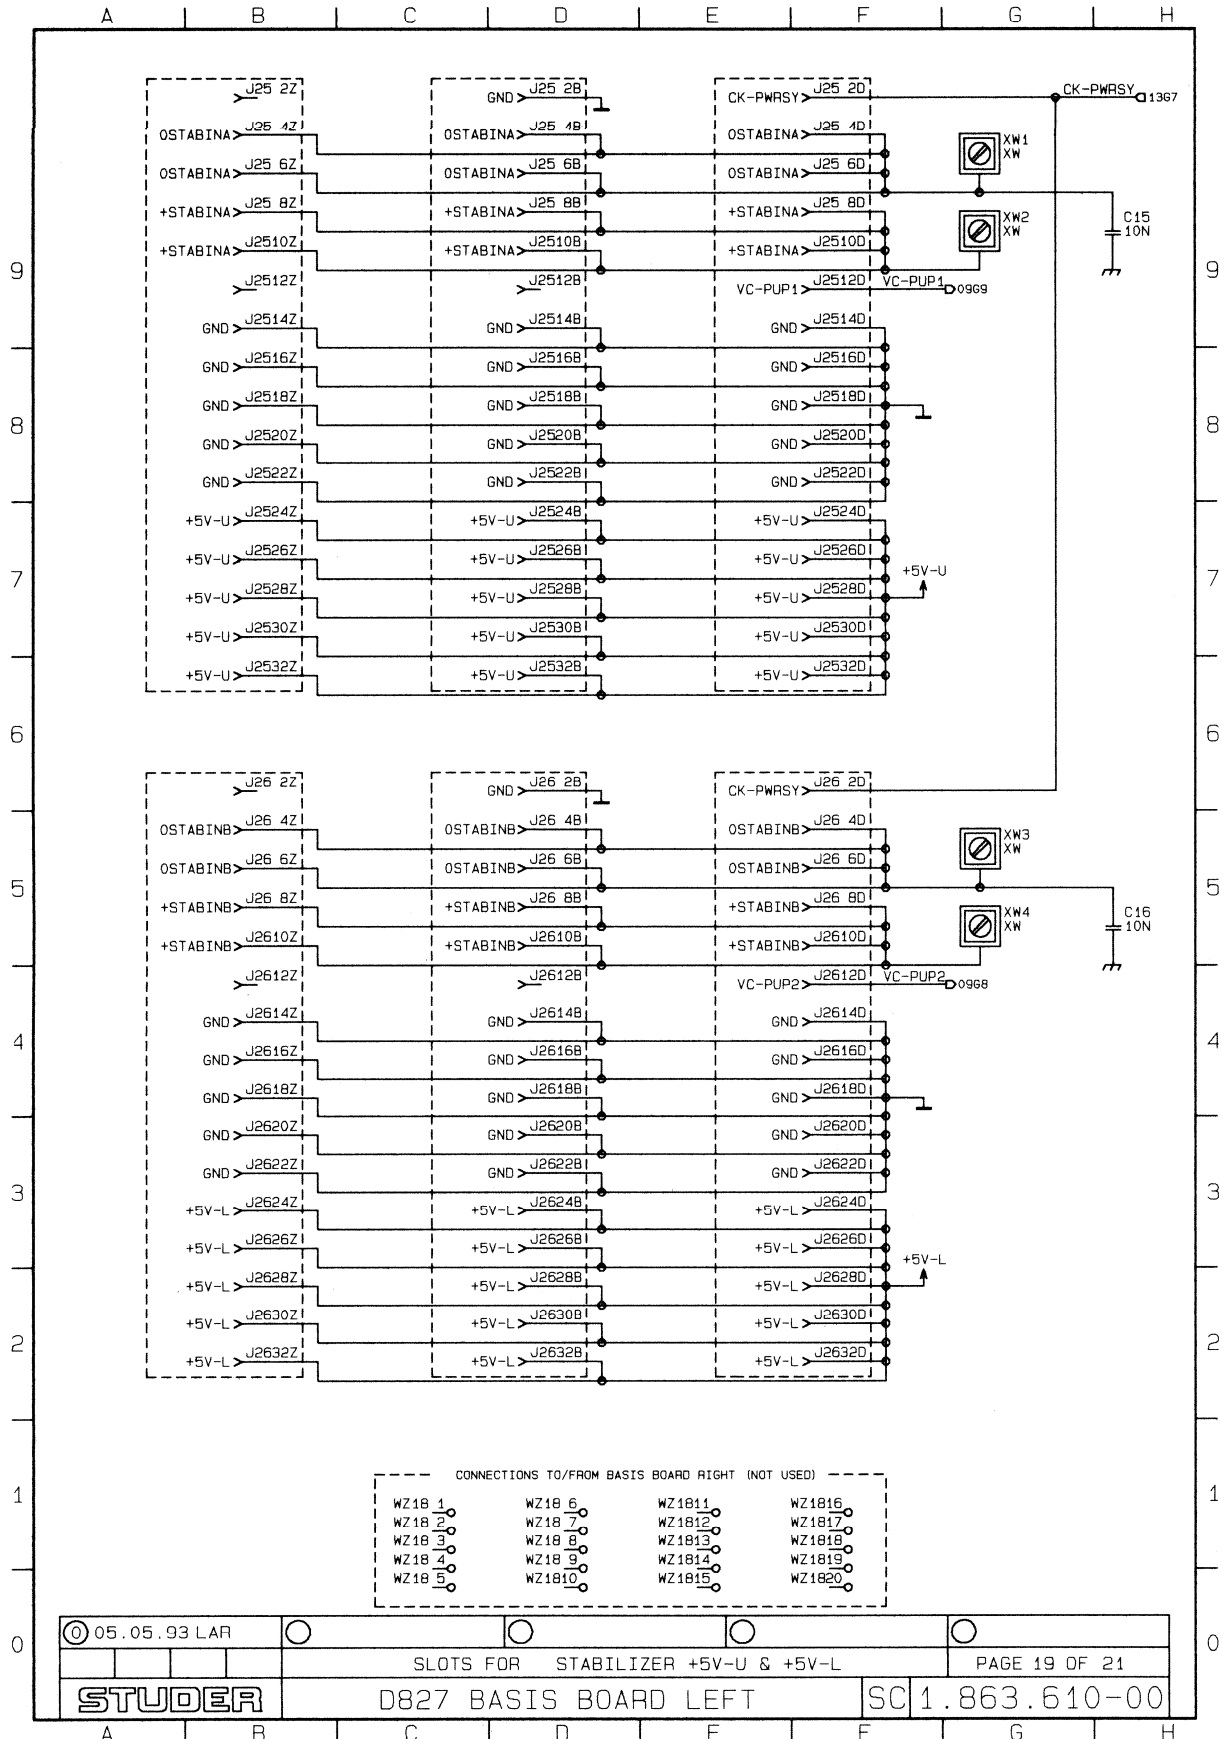 A B C D E F G H
J25 2Z GND J25 2B CK-PWRSY J25 2D CK-PWRSY 13G7
0STABINA J25 4Z 0STABINA J25 4B 0STABINA J25 4D XW1
XW
0STABINA J25 6Z 0STABINA J25 6B 0STABINA J25 6D
+STABINA J25 8Z +STABINA J25 8B +STABINA J25 8D XW2 C15
XW 10N
+STABINA J2510Z +STABINA J2510B +STABINA J2510D
9 9
J2512Z J2512B VC-PUP1 J2512D VC-PUP1 09G9
GND J2514Z GND J2514B GND J2514D
GND J2516Z GND J2516B GND J2516D
GND J2518Z GND J2518B GND J2518D
8 8
GND J2520Z GND J2520B GND J2520D
GND J2522Z GND J2522B GND J2522D
+5V-U J2524Z +5V-U J2524B +5V-U J2524D
+5V-U J2526Z +5V-U J2526B +5V-U J2526D
7 +5V-U 7
+5V-U J2528Z +5V-U J2528B +5V-U J2528D
+5V-U J2530Z +5V-U J2530B +5V-U J2530D
+5V-U J2532Z +5V-U J2532B +5V-U J2532D
6 6
J26 2Z GND J26 2B CK-PWRSY J26 2D
0STABINB J26 4Z 0STABINB J26 4B 0STABINB J26 4D XW3
XW
0STABINB J26 6Z 0STABINB J26 6B 0STABINB J26 6D
5 5
+STABINB J26 8Z +STABINB J26 8B +STABINB J26 8D XW4 C16
XW 10N
+STABINB J2610Z +STABINB J2610B +STABINB J2610D
J2612Z J2612B VC-PUP2 J2612D VC-PUP2 09G8
GND J2614Z GND J2614B GND J2614D
4 4
GND J2616Z GND J2616B GND J2616D
GND J2618Z GND J2618B GND J2618D
GND J2620Z GND J2620B GND J2620D
GND J2622Z GND J2622B GND J2622D
3 3
+5V-L J2624Z +5V-L J2624B +5V-L J2624D
+5V-L J2626Z +5V-L J2626B +5V-L J2626D
+5V-L
+5V-L J2628Z +5V-L J2628B +5V-L J2628D
+5V-L J2630Z +5V-L J2630B +5V-L J2630D
2 2
+5V-L J2632Z +5V-L J2632B +5V-L J2632D
CONNECTIONS TO/FROM BASIS BOARD RIGHT (NOT USED)
1 1
WZ18 1 WZ18 6 WZ1811 WZ1816
WZ18 2 WZ18 7 WZ1812 WZ1817
WZ18 3 WZ18 8 WZ1813 WZ1818
WZ18 4 WZ18 9 WZ1814 WZ1819
WZ18 5 WZ1810 WZ1815 WZ1820
0 0
0 05.05.93 LAR
SLOTS FOR STABILIZER +5V-U & +5V-L PAGE 19 OF 21
STUDER D827 BASIS BOARD LEFT SC 1.863.610-00
A B C D E F G H